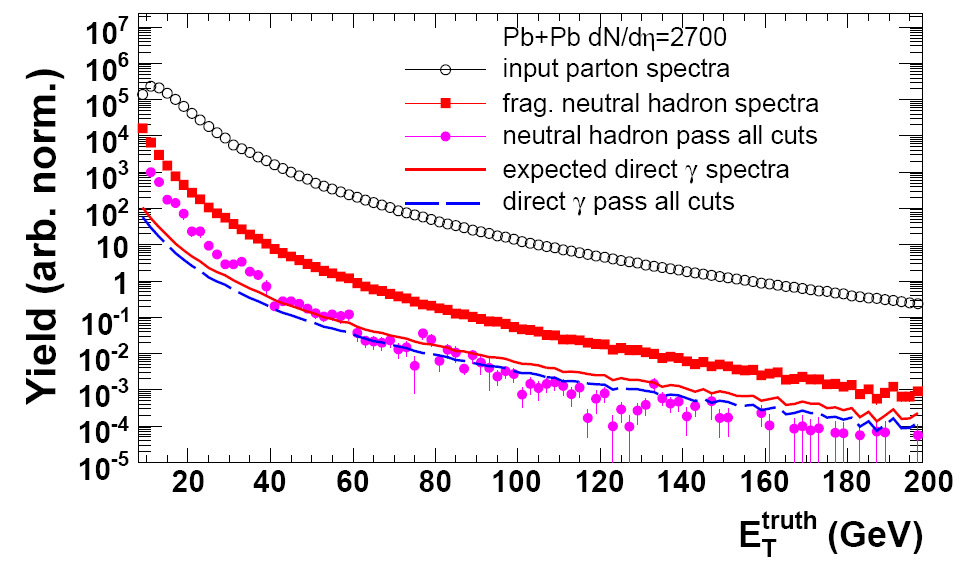 Pb+Pb dN/dη=2700
input parton spectra
frag. neutral hadron spectra
neutral hadron pass all cuts
expected direct γ spectra
direct γ pass all cuts
Yield (arb. norm.)
10^7
10^6
10^5
10^4
10^3
10^2
10
1
10^-1
10^-2
10^-3
10^-4
10^-5
20 40 60 80 100 120 140 160 180 200
E_T^truth (GeV)